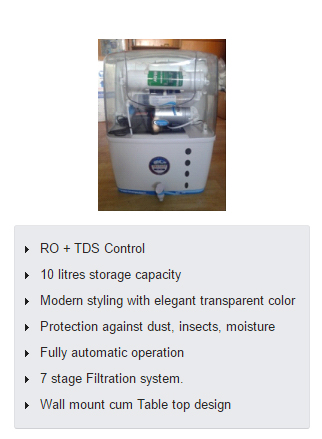 RO + TDS Control
10 litres storage capacity
Modern styling with elegant transparent color
Protection against dust, insects, moisture
Fully automatic operation
7 stage Filtration system.
Wall mount cum Table top design